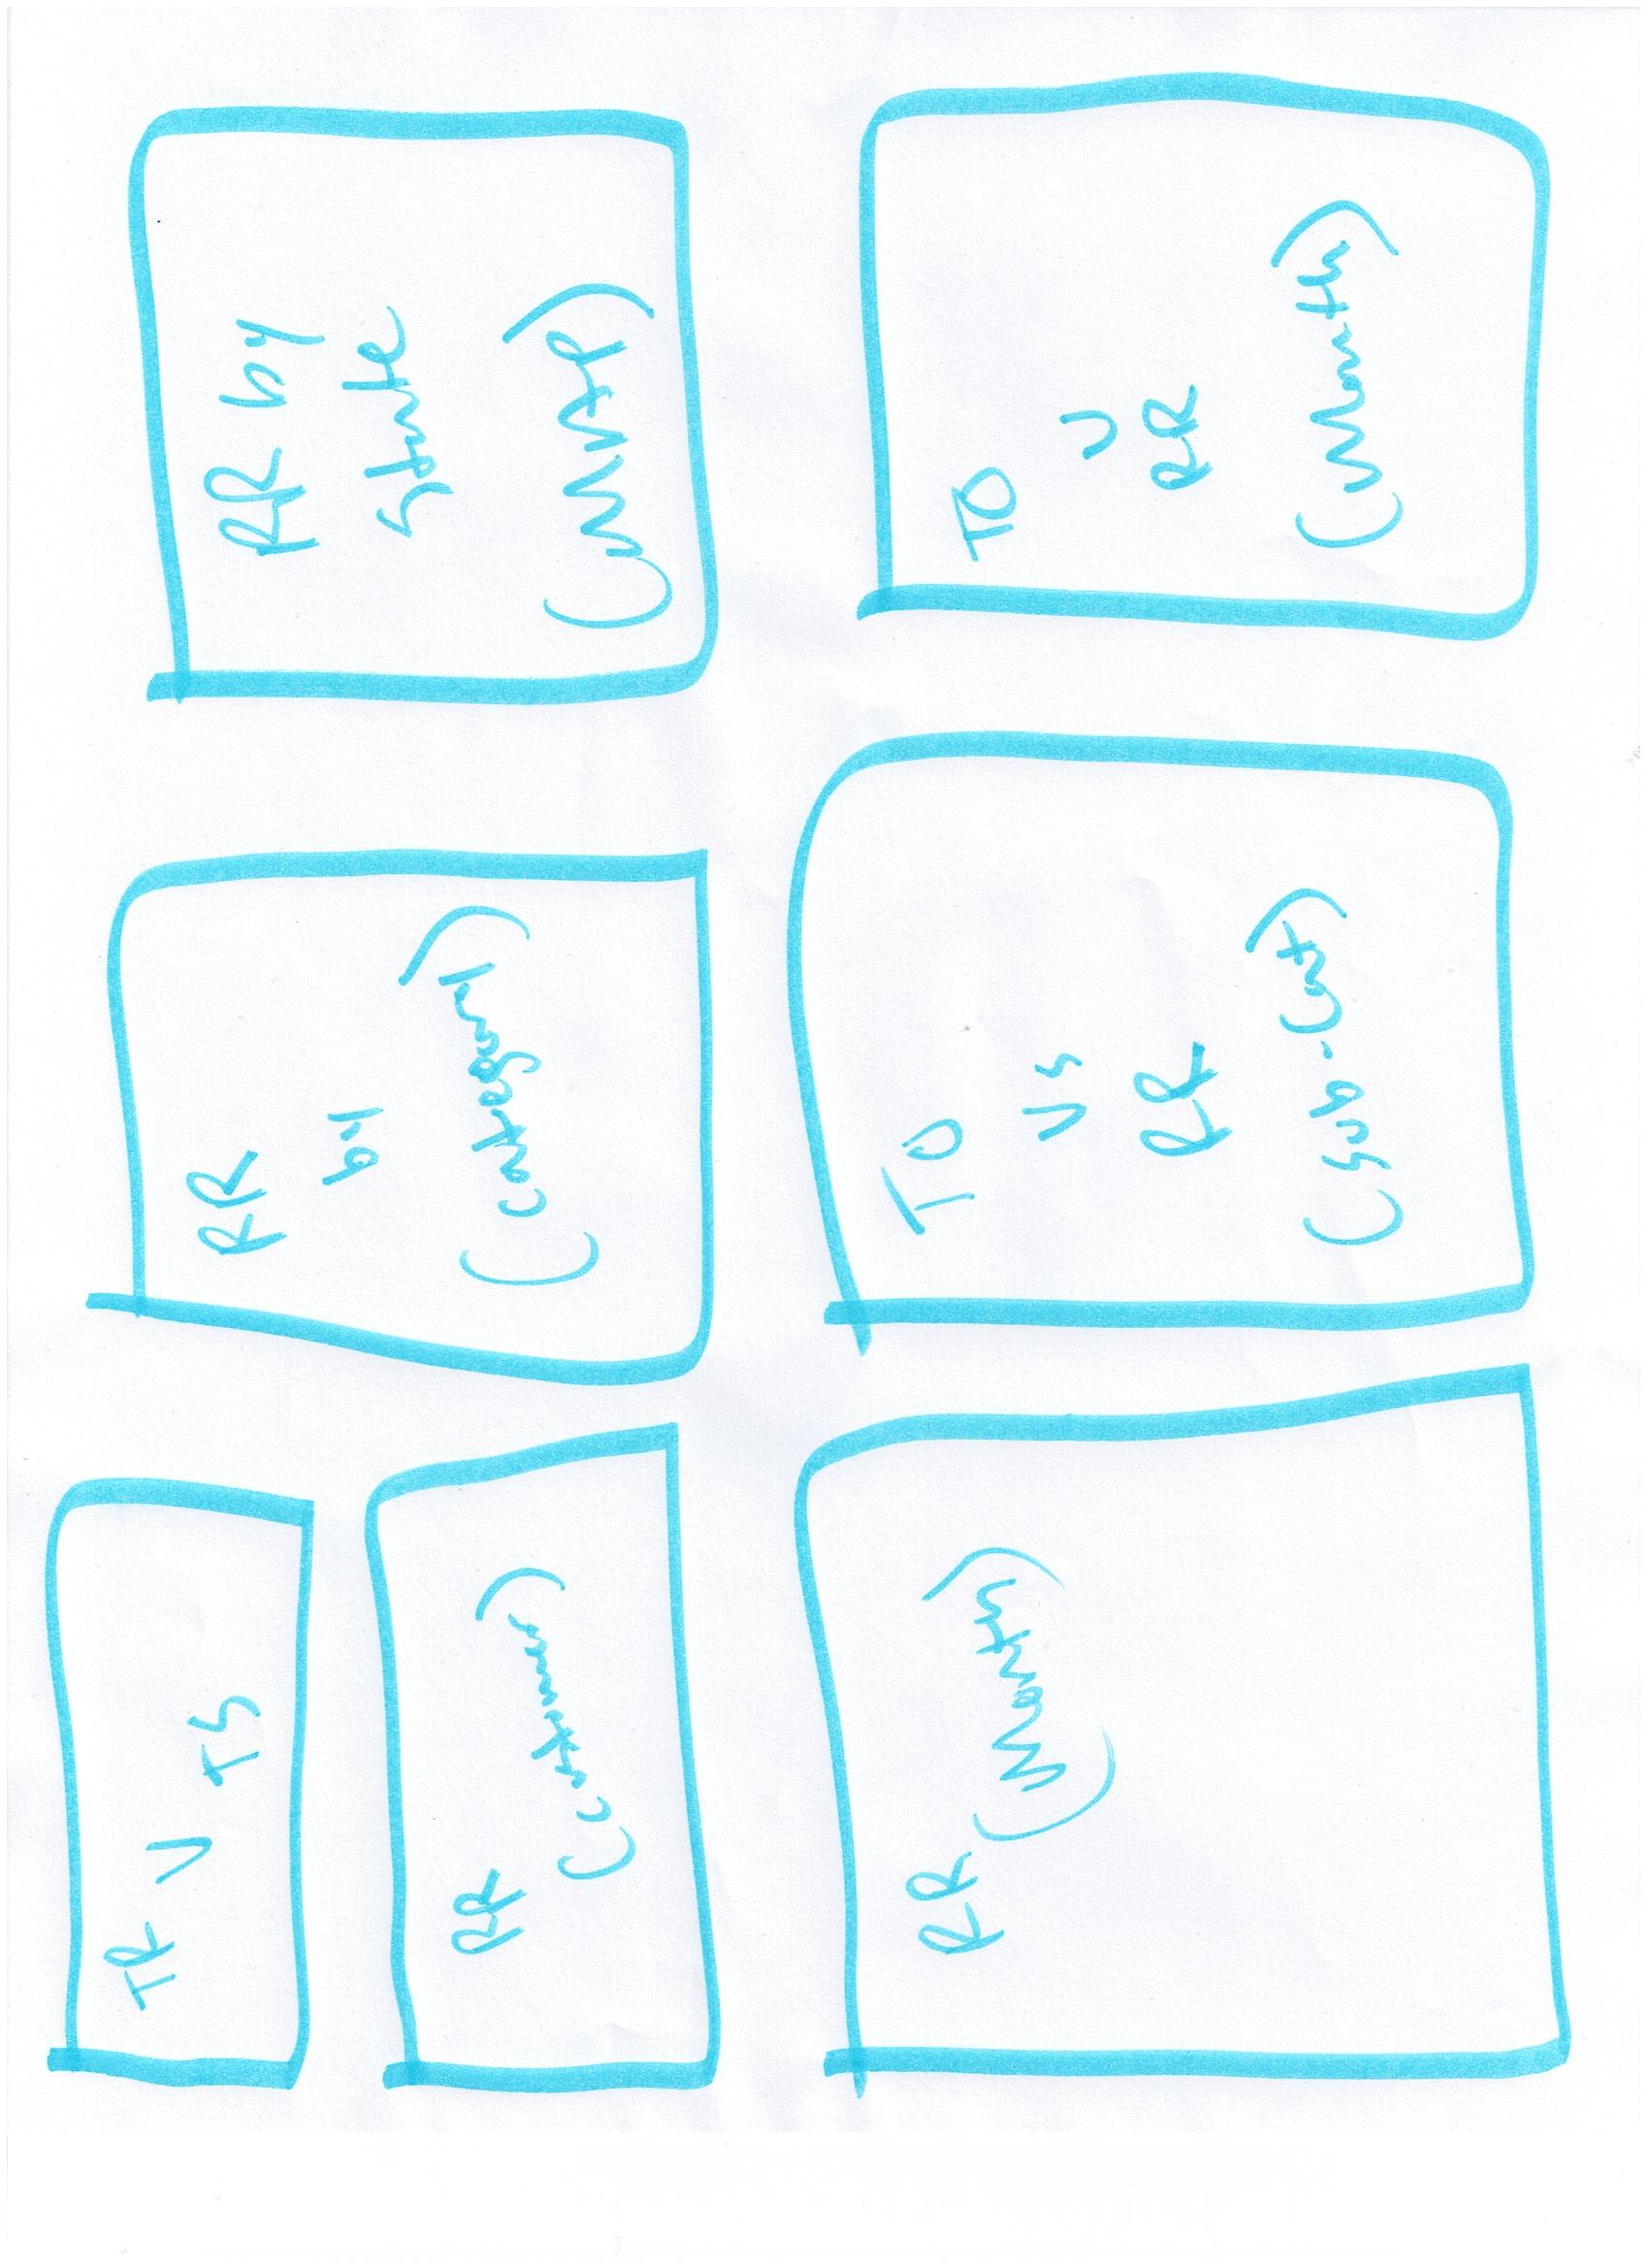 TR V TS
RR
(Customer)
RR
by
(category)
RR by
State
(MAP)
RR (Month)
TO
vs
RR
(Sub-Cat)
TO
V
RR
(Month)